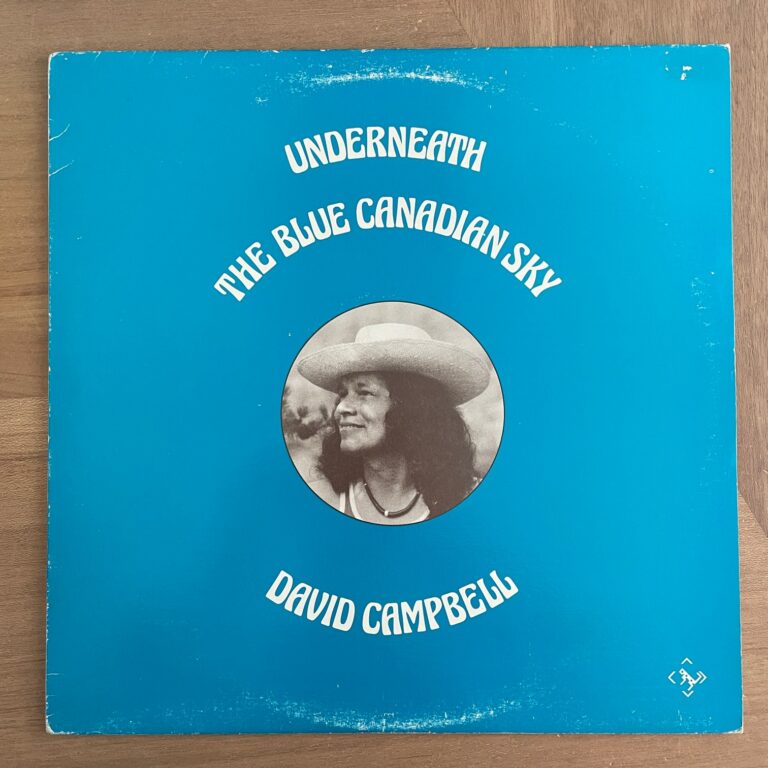 UNDERNEATH
THE BLUE CANADIAN SKY
DAVID CAMPBELL